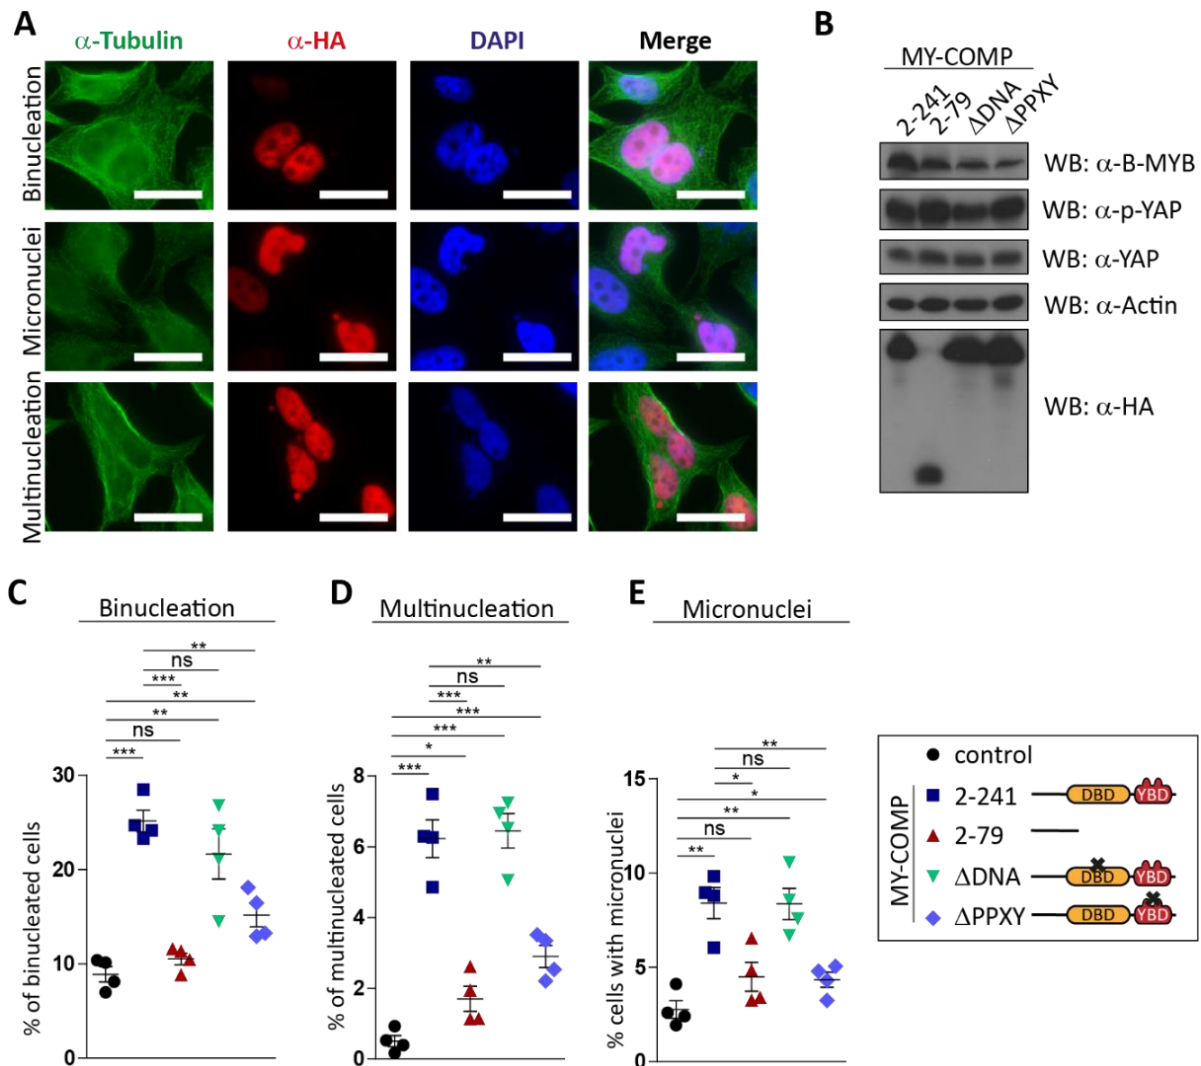 A
α-Tubulin
α-HA
DAPI
Merge
Binucleation
Micronuclei
Multinucleation
B
MY-COMP
2-241
2-79
ΔDNA
ΔPPXY
WB: α-B-MYB
WB: α-p-YAP
WB: α-YAP
WB: α-Actin
WB: α-HA
C
Binucleation
**
ns
***
**
**
ns
***
30
20
10
0
% of binucleated cells
D
Multinucleation
**
ns
***
***
***
*
***
8
6
4
2
0
% of multinucleated cells
E
Micronuclei
**
ns
*
*
**
ns
**
15
10
5
0
% cells with micronuclei
control
MY-COMP
2-241
DBD
YBD
2-79
ΔDNA
DBD
YBD
ΔPPXY
DBD
YBD